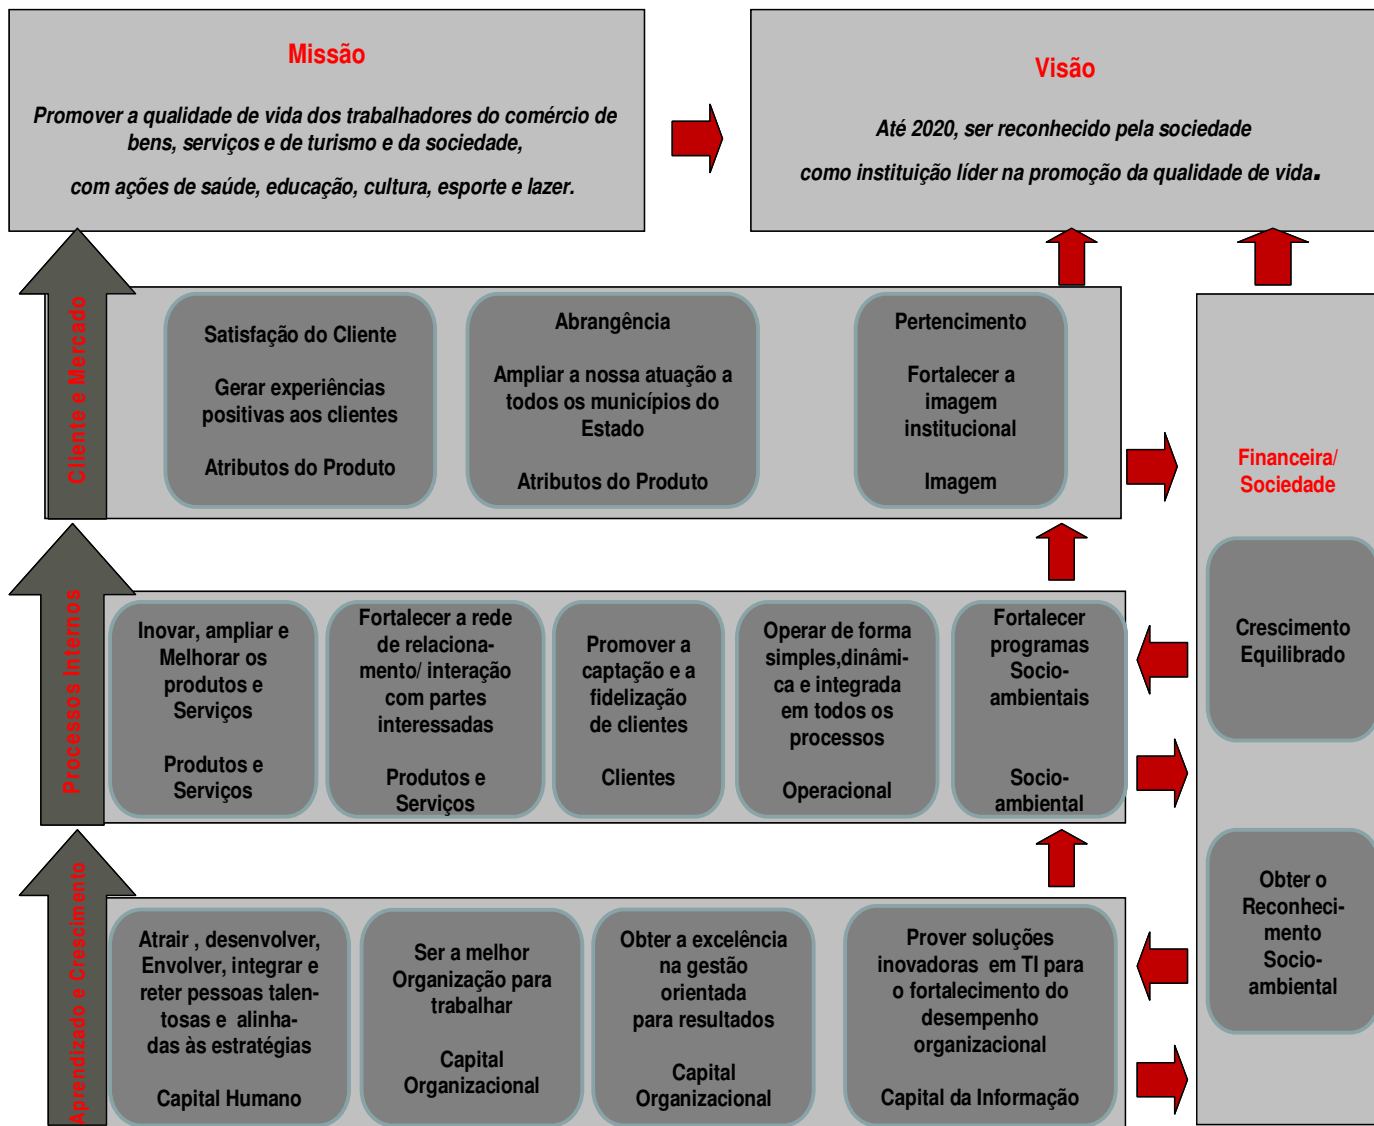 Missão
Promover a qualidade de vida dos trabalhadores do comércio de
bens, serviços e de turismo e da sociedade,
com ações de saúde, educação, cultura, esporte e lazer.
Visão
Até 2020, ser reconhecido pela sociedade
como instituição líder na promoção da qualidade de vida.
Cliente e Mercado
Satisfação do Cliente
Gerar experiências
positivas aos clientes
Atributos do Produto
Abrangência
Ampliar a nossa atuação a
todos os municípios do
Estado
Atributos do Produto
Pertencimento
Fortalecer a
imagem
institucional
Imagem
Financeira/
Sociedade
Crescimento
Equilibrado
Obter o
Reconheci-
mento
Socio-
ambiental
Processos Internos
Inovar, ampliar e
Melhorar os
produtos e
Serviços
Produtos e
Serviços
Fortalecer a rede
de relaciona-
mento/ interação
com partes
interessadas
Produtos e
Serviços
Promover a
captação e a
fidelização
de clientes
Clientes
Operar de forma
simples,dinâmi-
ca e integrada
em todos os
processos
Operacional
Fortalecer
programas
Socio-
ambientais
Socio-
ambiental
Aprendizado e Crescimento
Atrair , desenvolver,
Envolver, integrar e
reter pessoas talen-
tosas e alinha-
das às estratégias
Capital Humano
Ser a melhor
Organização para
trabalhar
Capital
Organizacional
Obter a excelência
na gestão
orientada
para resultados
Capital
Organizacional
Prover soluções
inovadoras em TI para
o fortalecimento do
desempenho
organizacional
Capital da Informação